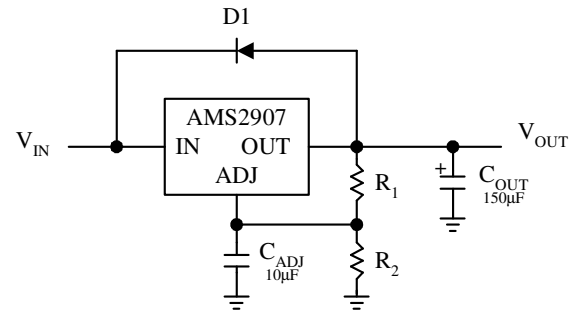 D1
AMS2907
V_IN
IN OUT
V_OUT
ADJ
R_1
+
C_OUT
150µF
C_ADJ
10µF
R_2